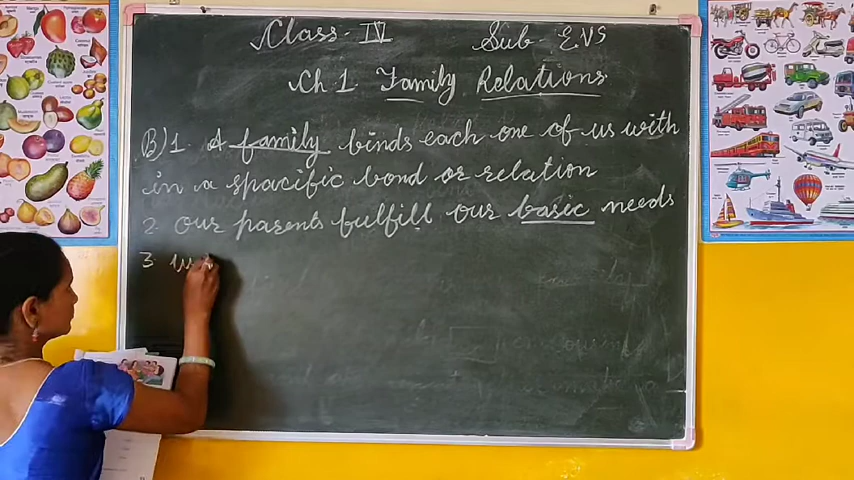 Class- IV Sub- EVS
Ch 1. Family Relations
B) 1. A family binds each one of us with
in a spacific bond or relation
2. Our parents fulfill our basic needs
3